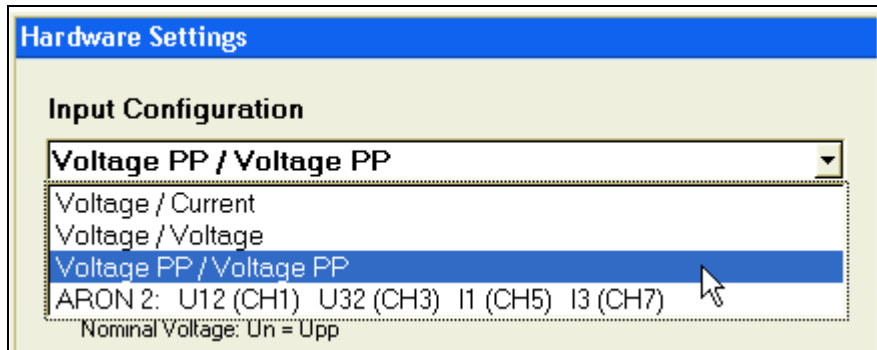 Hardware Settings
Input Configuration
Voltage PP / Voltage PP
Voltage / Current
Voltage / Voltage
Voltage PP / Voltage PP
ARON 2: U12 (CH1) U32 (CH3) I1 (CH5) I3 (CH7)
Nominal Voltage: Un = Upp